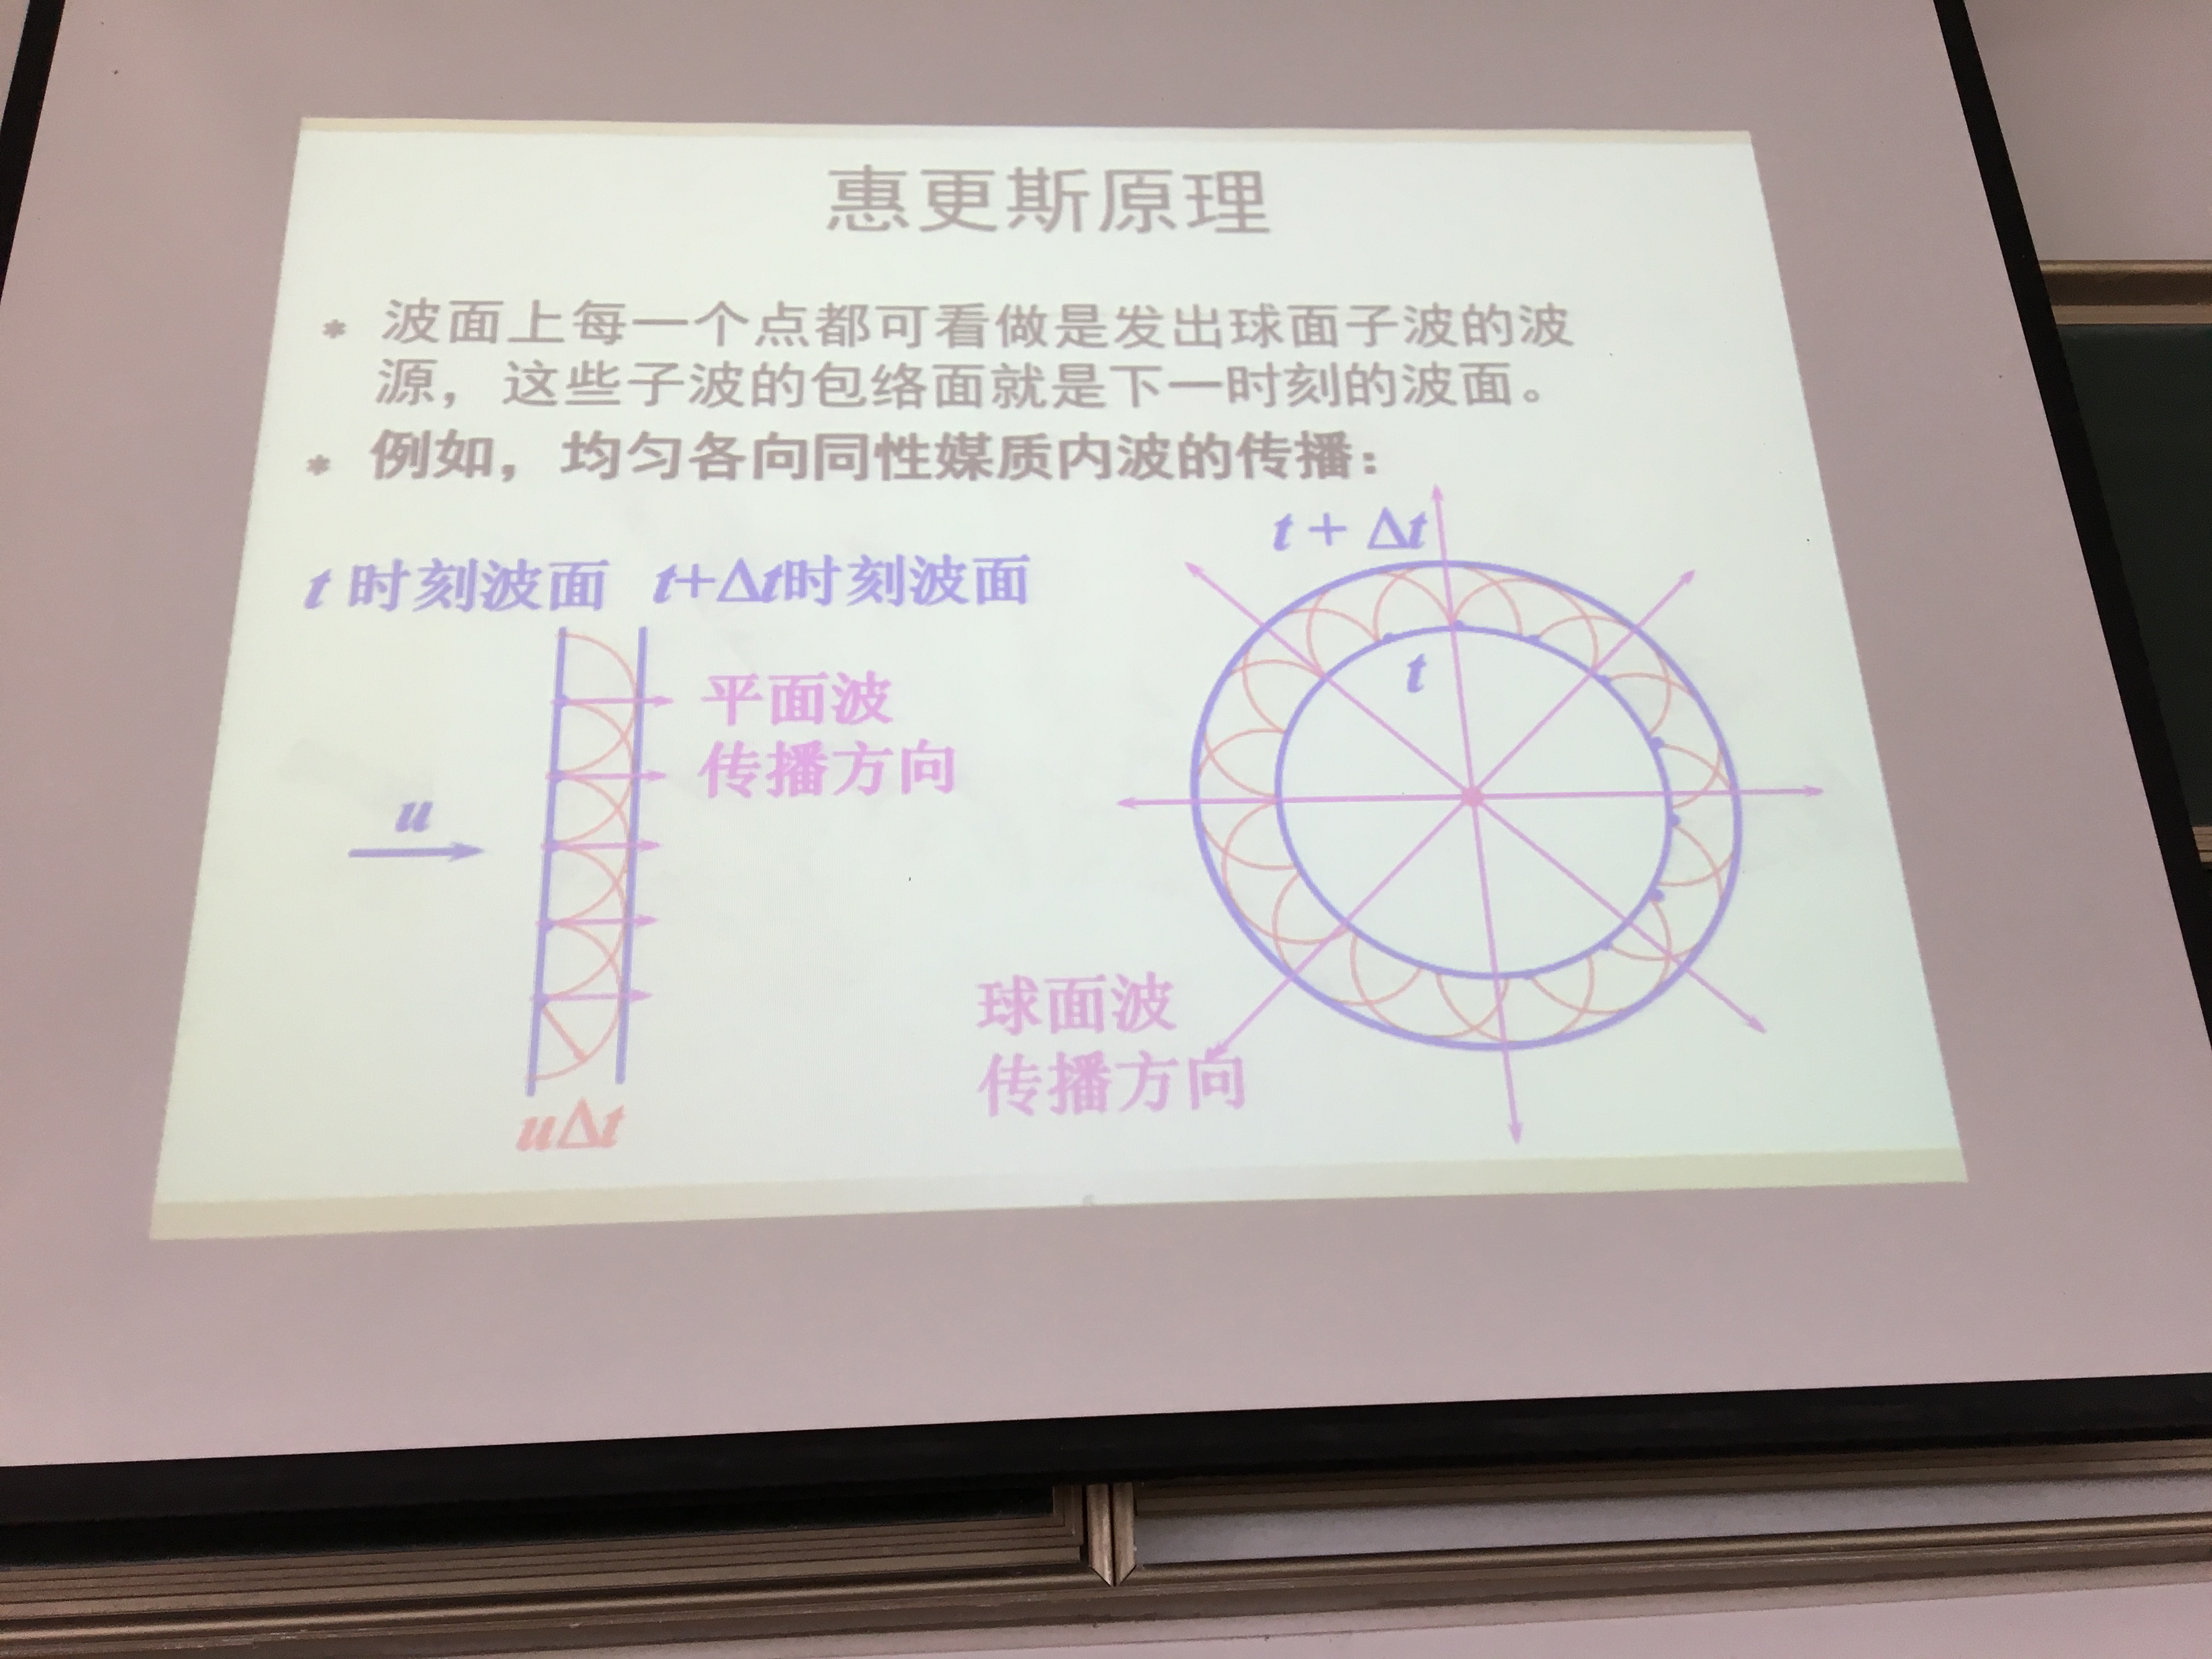 惠更斯原理
* 波面上每一个点都可看做是发出球面子波的波
源，这些子波的包络面就是下一时刻的波面。
* 例如，均匀各向同性媒质内波的传播：
t 时刻波面 t+Δt时刻波面
平面波
传播方向
u
uΔt
t + Δt
t
球面波
传播方向